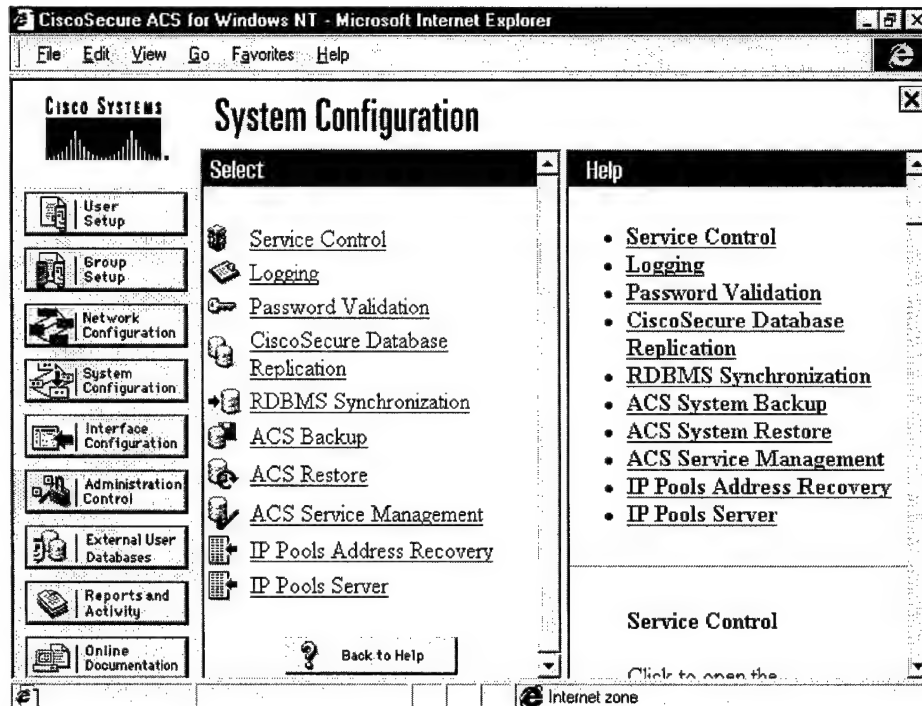 CiscoSecure ACS for Windows NT - Microsoft Internet Explorer
File Edit View Go Favorites Help
CISCO SYSTEMS
System Configuration
User
Setup
Group
Setup
Network
Configuration
System
Configuration
Interface
Configuration
Administration
Control
External User
Databases
Reports and
Activity
Online
Documentation
Select
Service Control
Logging
Password Validation
CiscoSecure Database
Replication
RDBMS Synchronization
ACS Backup
ACS Restore
ACS Service Management
IP Pools Address Recovery
IP Pools Server
Back to Help
Help
• Service Control
• Logging
• Password Validation
• CiscoSecure Database
Replication
• RDBMS Synchronization
• ACS System Backup
• ACS System Restore
• ACS Service Management
• IP Pools Address Recovery
• IP Pools Server
Service Control
Click to open the
Internet zone